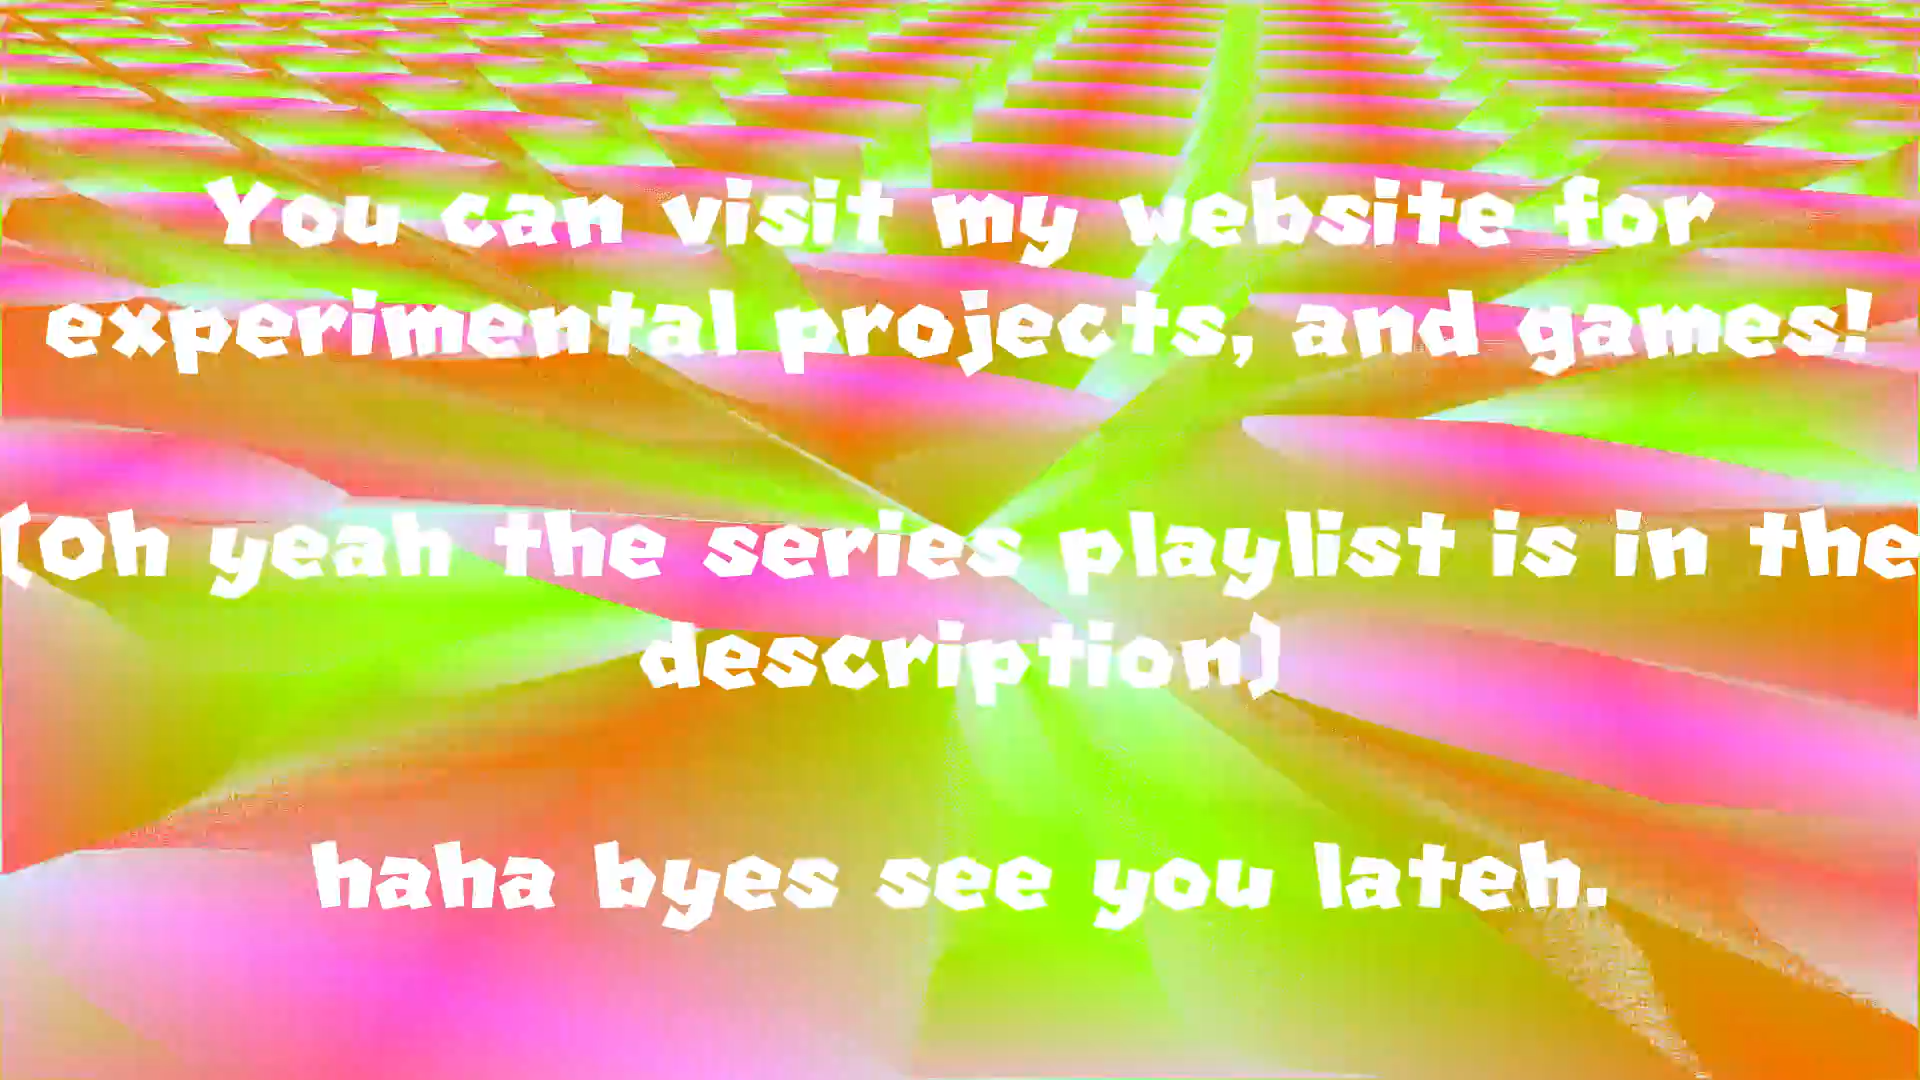 You can visit my website for
experimental projects, and games!
(Oh yeah the series playlist is in the
description)
haha byes see you lateh.